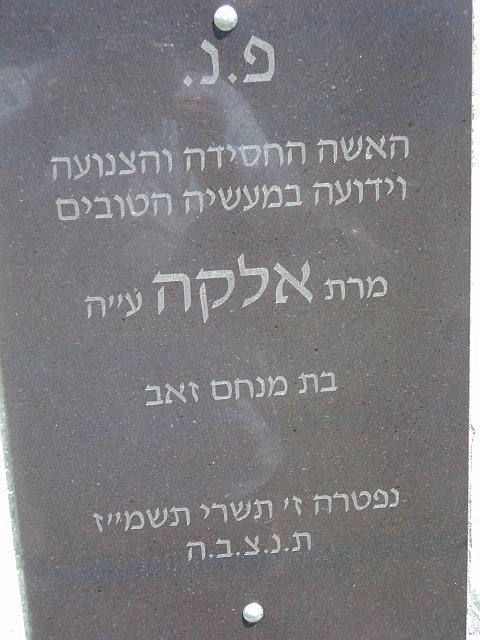 פ.נ.
האשה החסידה והצנועה
וידועה במעשיה הטובים
מרת אלקה ע״ה
בת מנחם זאב
נפטרה ז׳ תשרי תשמ״ז
ת.נ.צ.ב.ה